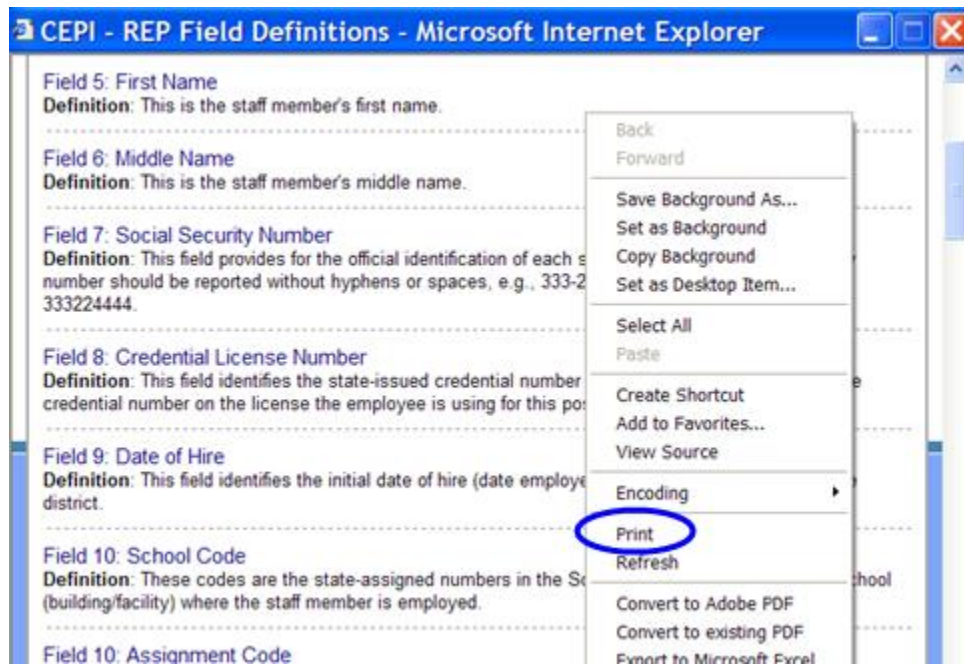 CEPI - REP Field Definitions - Microsoft Internet Explorer
Field 5: First Name
Definition: This is the staff member's first name.
Field 6: Middle Name
Definition: This is the staff member's middle name.
Field 7: Social Security Number
Definition: This field provides for the official identification of each
number should be reported without hyphens or spaces, e.g.,
333224444.
Field 8: Credential License Number
Definition: This field identifies the state-issued credential number
credential number on the license the employee is using for this
Field 9: Date of Hire
Definition: This field identifies the initial date of hire (date
district.
Field 10: School Code
Definition: These codes are the state-assigned numbers in the
(building/facility) where the staff member is employed.
Field 10: Assignment Code
Back
Forward
Save Background As...
Set as Background
Copy Background
Set as Desktop Item...
Select All
Paste
Create Shortcut
Add to Favorites...
View Source
Encoding
Print
Refresh
Convert to Adobe PDF
Convert to existing PDF
Export to Microsoft Excel